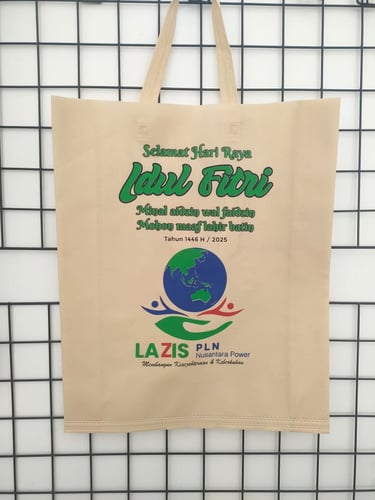 Selamat Hari Raya
Idul Fitri
Minal aidzin wal faidzin
Mohon maaf lahir batin
Tahun 1446 H / 2025
LAZIS PLN
Nusantara Power
Membangun Kesejahteraan & Keberkahan